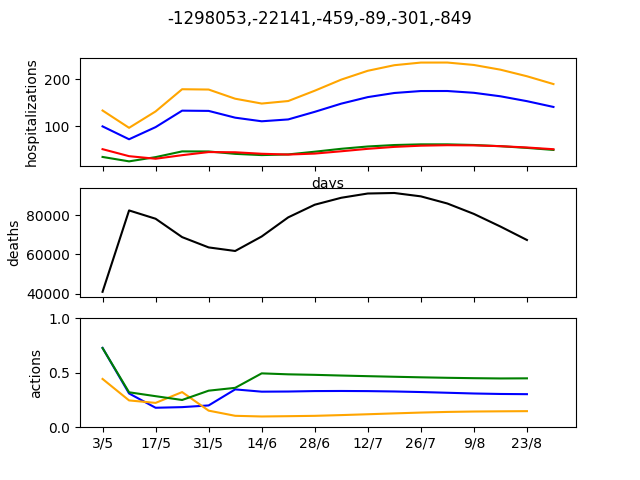 -1298053,-22141,-459,-89,-301,-849
hospitalizations
200
100
days
deaths
80000
60000
40000
actions
1.0
0.5
0.0
3/5 17/5 31/5 14/6 28/6 12/7 26/7 9/8 23/8